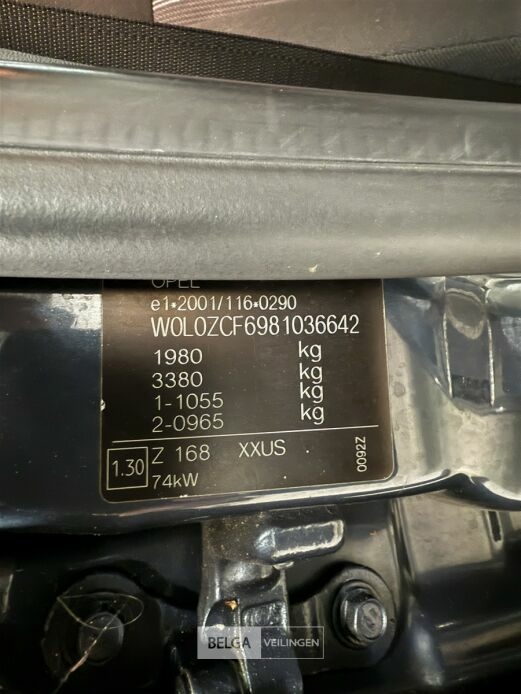 OPEL
e1*2001/116*0290
W0L0ZCF6981036642
1980 kg
3380 kg
1-1055 kg
2-0965 kg
1.30 Z 168 XXUS
74kW
0092Z
BELGA VEILINGEN